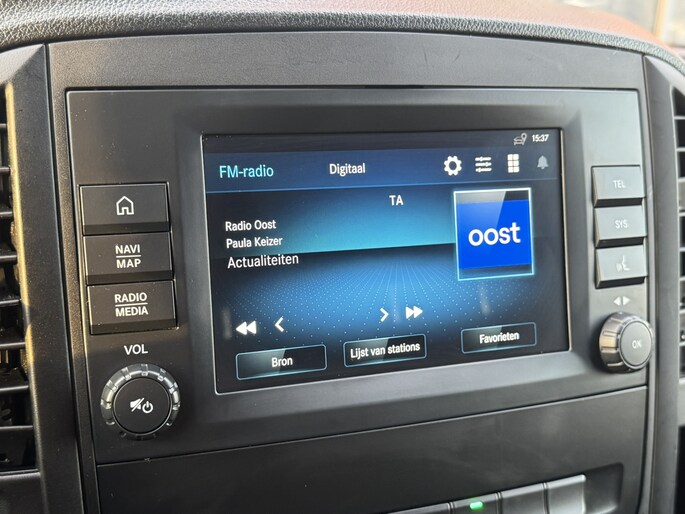 15:37
FM-radio
Digitaal
TA
Radio Oost
Paula Keizer
Actualiteiten
oost
Bron
Lijst van stations
Favorieten
NAVI
MAP
RADIO
MEDIA
VOL
TEL
SYS
OK